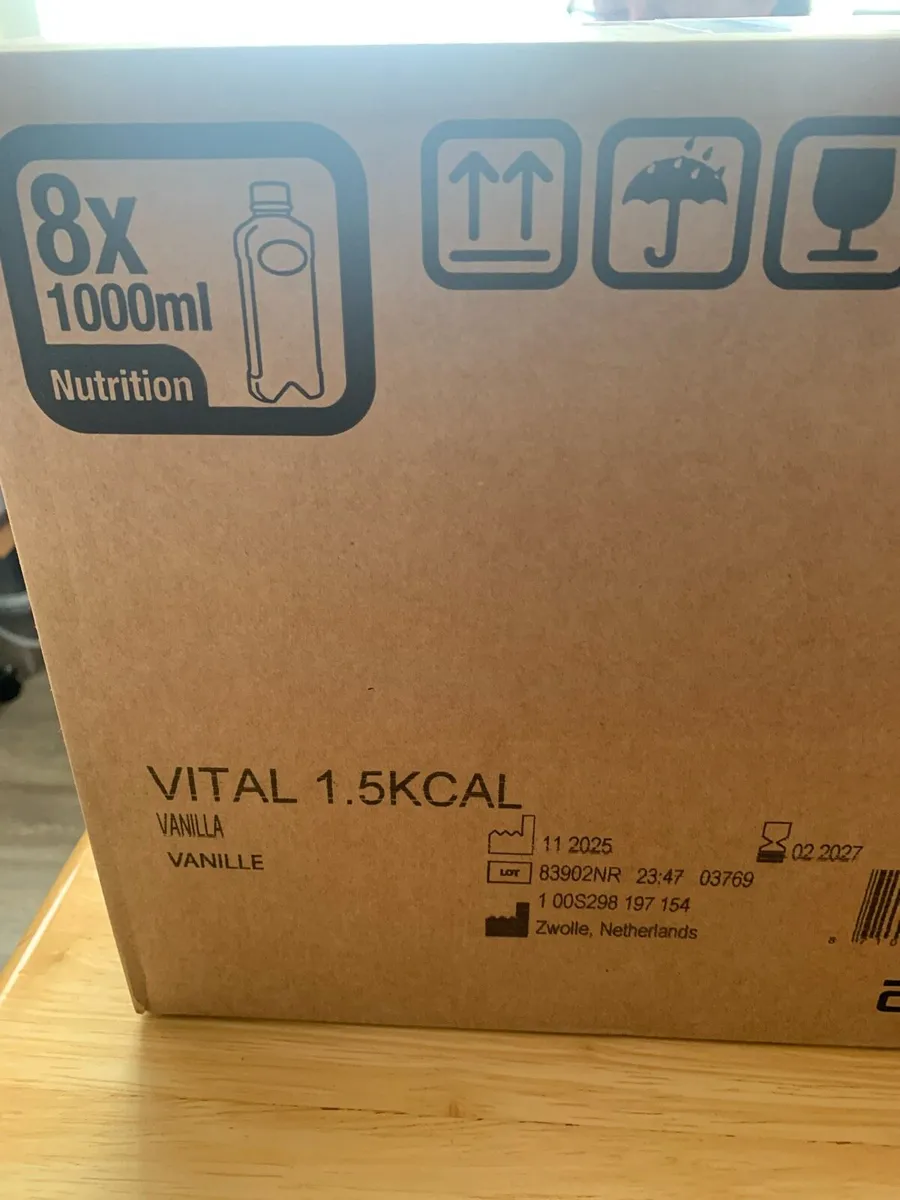 8x
1000ml
Nutrition
VITAL 1.5KCAL
VANILLA
VANILLE
11 2025
02 2027
LOT 83902NR 23:47 03769
1 00S298 197 154
Zwolle, Netherlands